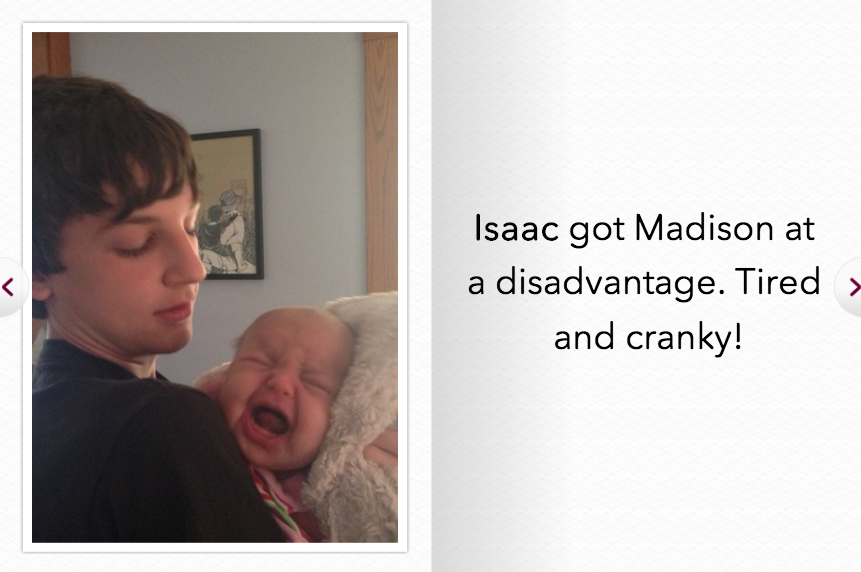 Isaac got Madison at
a disadvantage. Tired
and cranky!